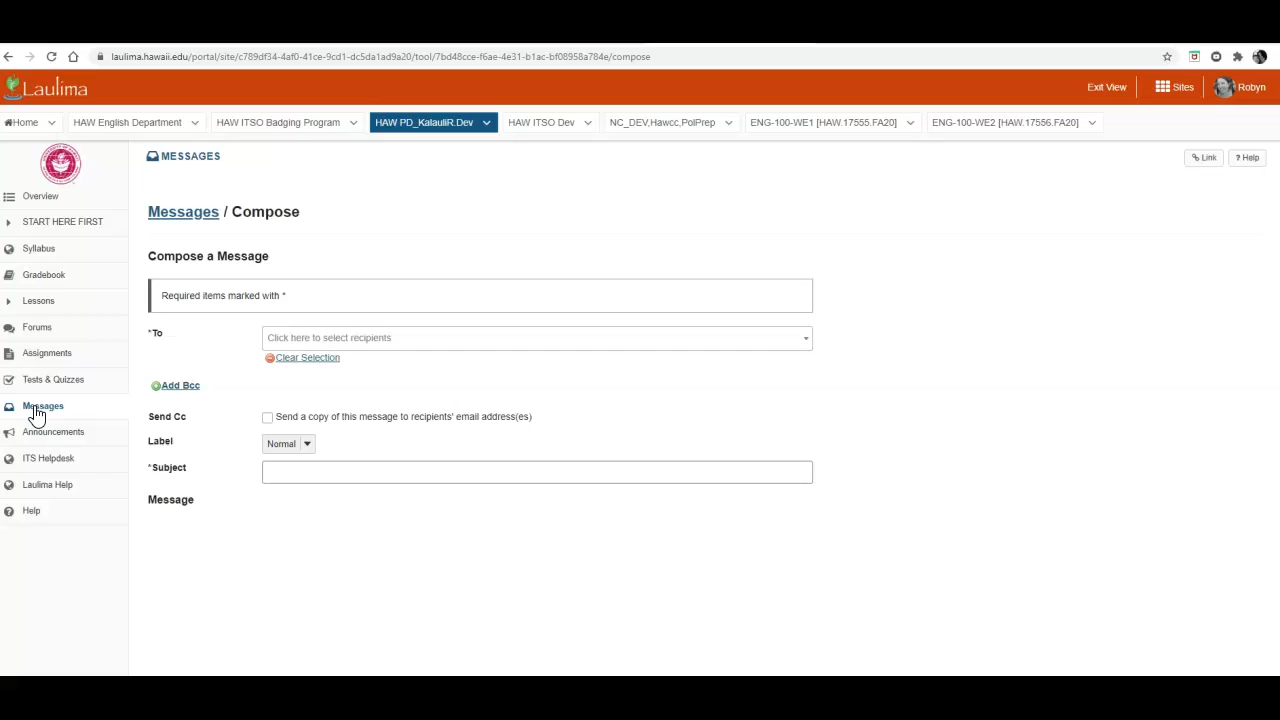 laulima.hawaii.edu/portal/site/c789df34-4af0-41ce-9cd1-dc5da1ad9a20/tool/7bd48cce-f6ae-4e31-b1ac-bf08958a784e/compose
Laulima
Exit View Sites Robyn
Home HAW English Department HAW ITSO Badging Program HAW PD_KalauliR.Dev HAW ITSO Dev NC_DEV,Hawcc,PolPrep ENG-100-WE1 [HAW.17555.FA20] ENG-100-WE2 [HAW.17556.FA20]
Overview
START HERE FIRST
Syllabus
Gradebook
Lessons
Forums
Assignments
Tests & Quizzes
Messages
Announcements
ITS Helpdesk
Laulima Help
Help
MESSAGES
Link ? Help
Messages / Compose
Compose a Message
Required items marked with *
*To Click here to select recipients
Clear Selection
Add Bcc
Send Cc Send a copy of this message to recipients' email address(es)
Label Normal
*Subject
Message